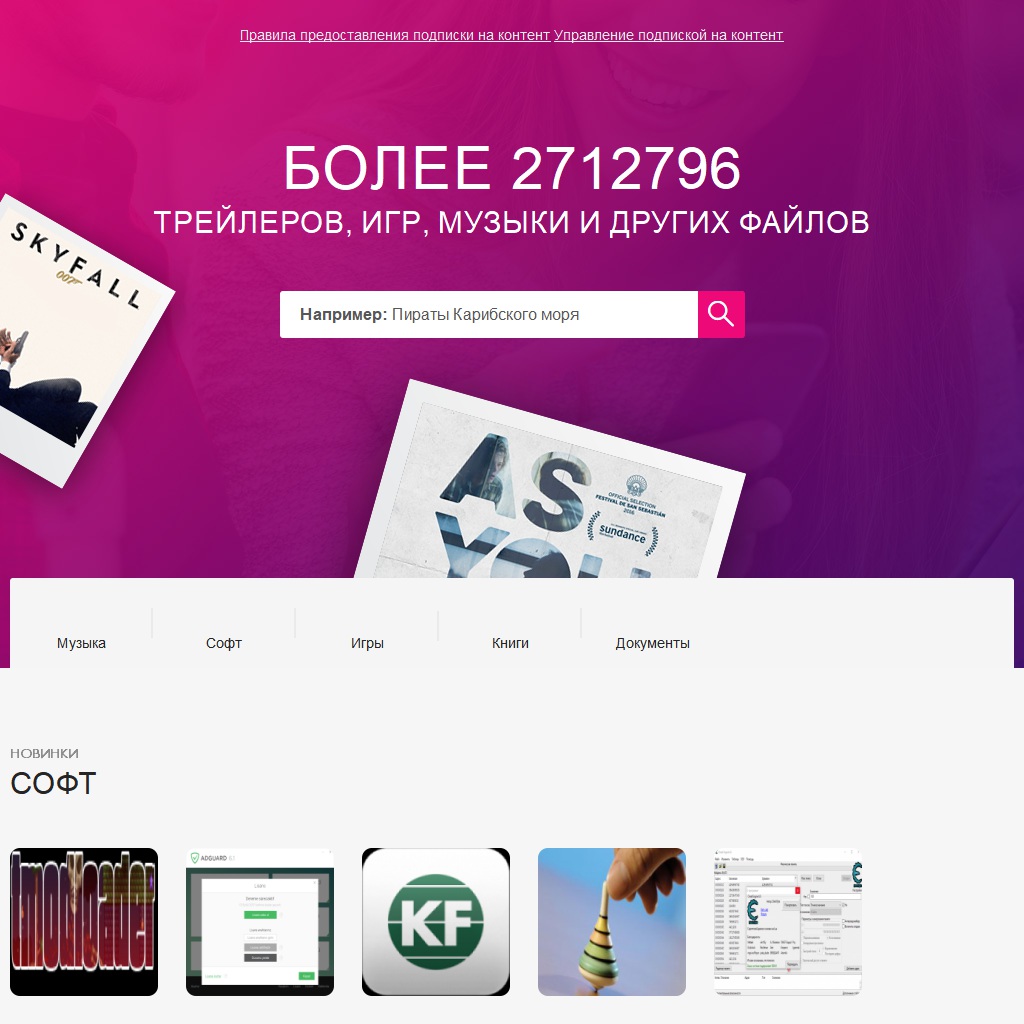 Правила предоставления подписки на контент Управление подпиской на контент
БОЛЕЕ 2712796
ТРЕЙЛЕРОВ, ИГР, МУЗЫКИ И ДРУГИХ ФАЙЛОВ
SKYFALL
007
Например: Пираты Карибского моря
AS
YOU
OFFICIAL SELECTION
FESTIVAL DE SAN SEBASTIÁN
2016
sundance
Музыка
Софт
Игры
Книги
Документы
НОВИНКИ
СОФТ
ADGUARD
KF